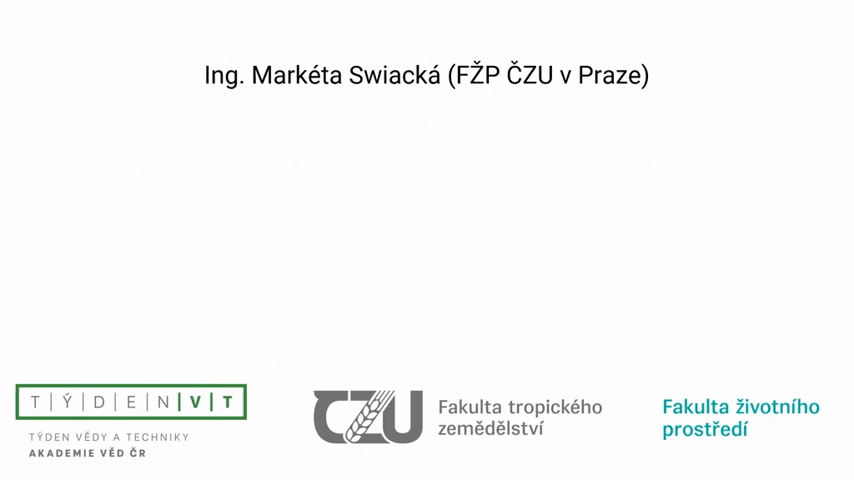 Ing. Markéta Swiacká (FŽP ČZU v Praze)
T|Ý|D|E|N|V|T
TÝDEN VĚDY A TECHNIKY
AKADEMIE VĚD ČR
ČZU
Fakulta tropického
zemědělství
Fakulta životního
prostředí